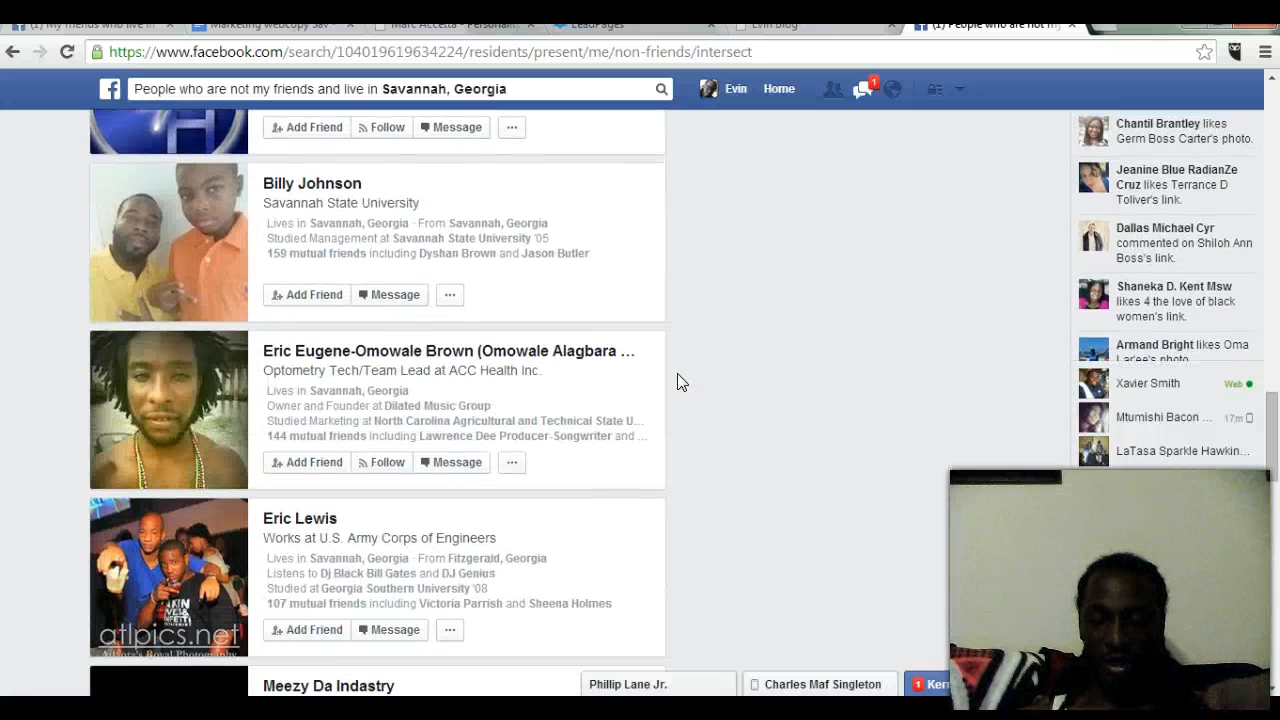 (1) My friends who live in
Marketing webcopy Sav
Marc Accetta - Personalit
LeadPages
Evin Blog
(1) People who are not my
https://www.facebook.com/search/104019619634224/residents/present/me/non-friends/intersect
People who are not my friends and live in Savannah, Georgia
Evin
Home
1
Add Friend
Follow
Message
...
Billy Johnson
Savannah State University
Lives in Savannah, Georgia · From Savannah, Georgia
Studied Management at Savannah State University '05
159 mutual friends including Dyshan Brown and Jason Butler
Add Friend
Message
...
Eric Eugene-Omowale Brown (Omowale Alagbara ...
Optometry Tech/Team Lead at ACC Health Inc.
Lives in Savannah, Georgia
Owner and Founder at Dilated Music Group
Studied Marketing at North Carolina Agricultural and Technical State U...
144 mutual friends including Lawrence Dee Producer-Songwriter and ...
Add Friend
Follow
Message
...
Eric Lewis
Works at U.S. Army Corps of Engineers
Lives in Savannah, Georgia · From Fitzgerald, Georgia
Listens to Dj Black Bill Gates and DJ Genius
Studied at Georgia Southern University '08
107 mutual friends including Victoria Parrish and Sheena Holmes
Add Friend
Message
...
atlpics.net
Atlanta's Royal Photography
Meezy Da Indastry
Chantil Brantley likes
Germ Boss Carter's photo.
Jeanine Blue RadianZe
Cruz likes Terrance D
Toliver's link.
Dallas Michael Cyr
commented on Shiloh Ann
Boss's link.
Shaneka D. Kent Msw
likes 4 the love of black
women's link.
Armand Bright likes Oma
Lar'ee's photo
Xavier Smith
Web
Mtumishi Bacon ...
17m
LaTasa Sparkle Hawkin...
Phillip Lane Jr.
Charles Maf Singleton
1
Kerr